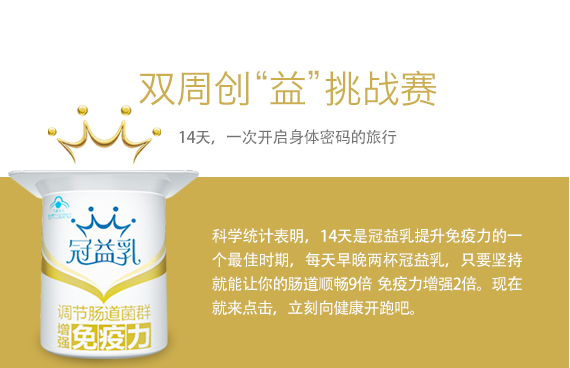 双周创“益”挑战赛
14天，一次开启身体密码的旅行
冠益乳
调节肠道菌群
增强免疫力
科学统计表明，14天是冠益乳提升免疫力的一
个最佳时期，每天早晚两杯冠益乳，只要坚持
就能让你的肠道顺畅9倍 免疫力增强2倍。现在
就来点击，立刻向健康开跑吧。